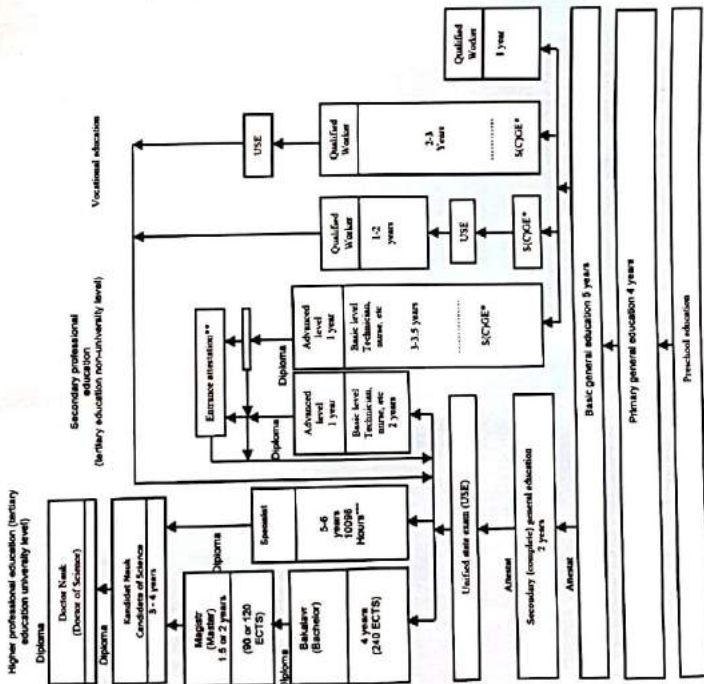 Higher professional education (tertiary
education university level)
Secondary professional
education
(tertiary education non-university level)
Vocational education
Diploma
Doctor Nauk
(Doctor of Science)
Diploma
Kandidat Nauk
Candidate of Science
3 - 4 years
Magistr
(Master)
1.5 or 2 years
(90 or 120
ECTS)
Diploma
Bakalavr
(Bachelor)
4 years
(240 ECTS)
Diploma
Specialist
5-6
years
10096
Hours***
Entrance attestation**
Diploma
Advanced
level
1 year
Basic level
Technician,
nurse, etc
2 years
Diploma
Advanced
level
1 year
Basic level
Technician,
nurse, etc
3-3.5 years
S(C)GE*
Qualified
Worker
1-2
years
USE
S(C)GE*
USE
Qualified
Worker
2-3
Years
S(C)GE*
Qualified
Worker
1 year
Unified state exam (USE)
Attestat
Secondary (complete) general education
2 years
Attestat
Basic general education 5 years
Primary general education 4 years
Preschool education